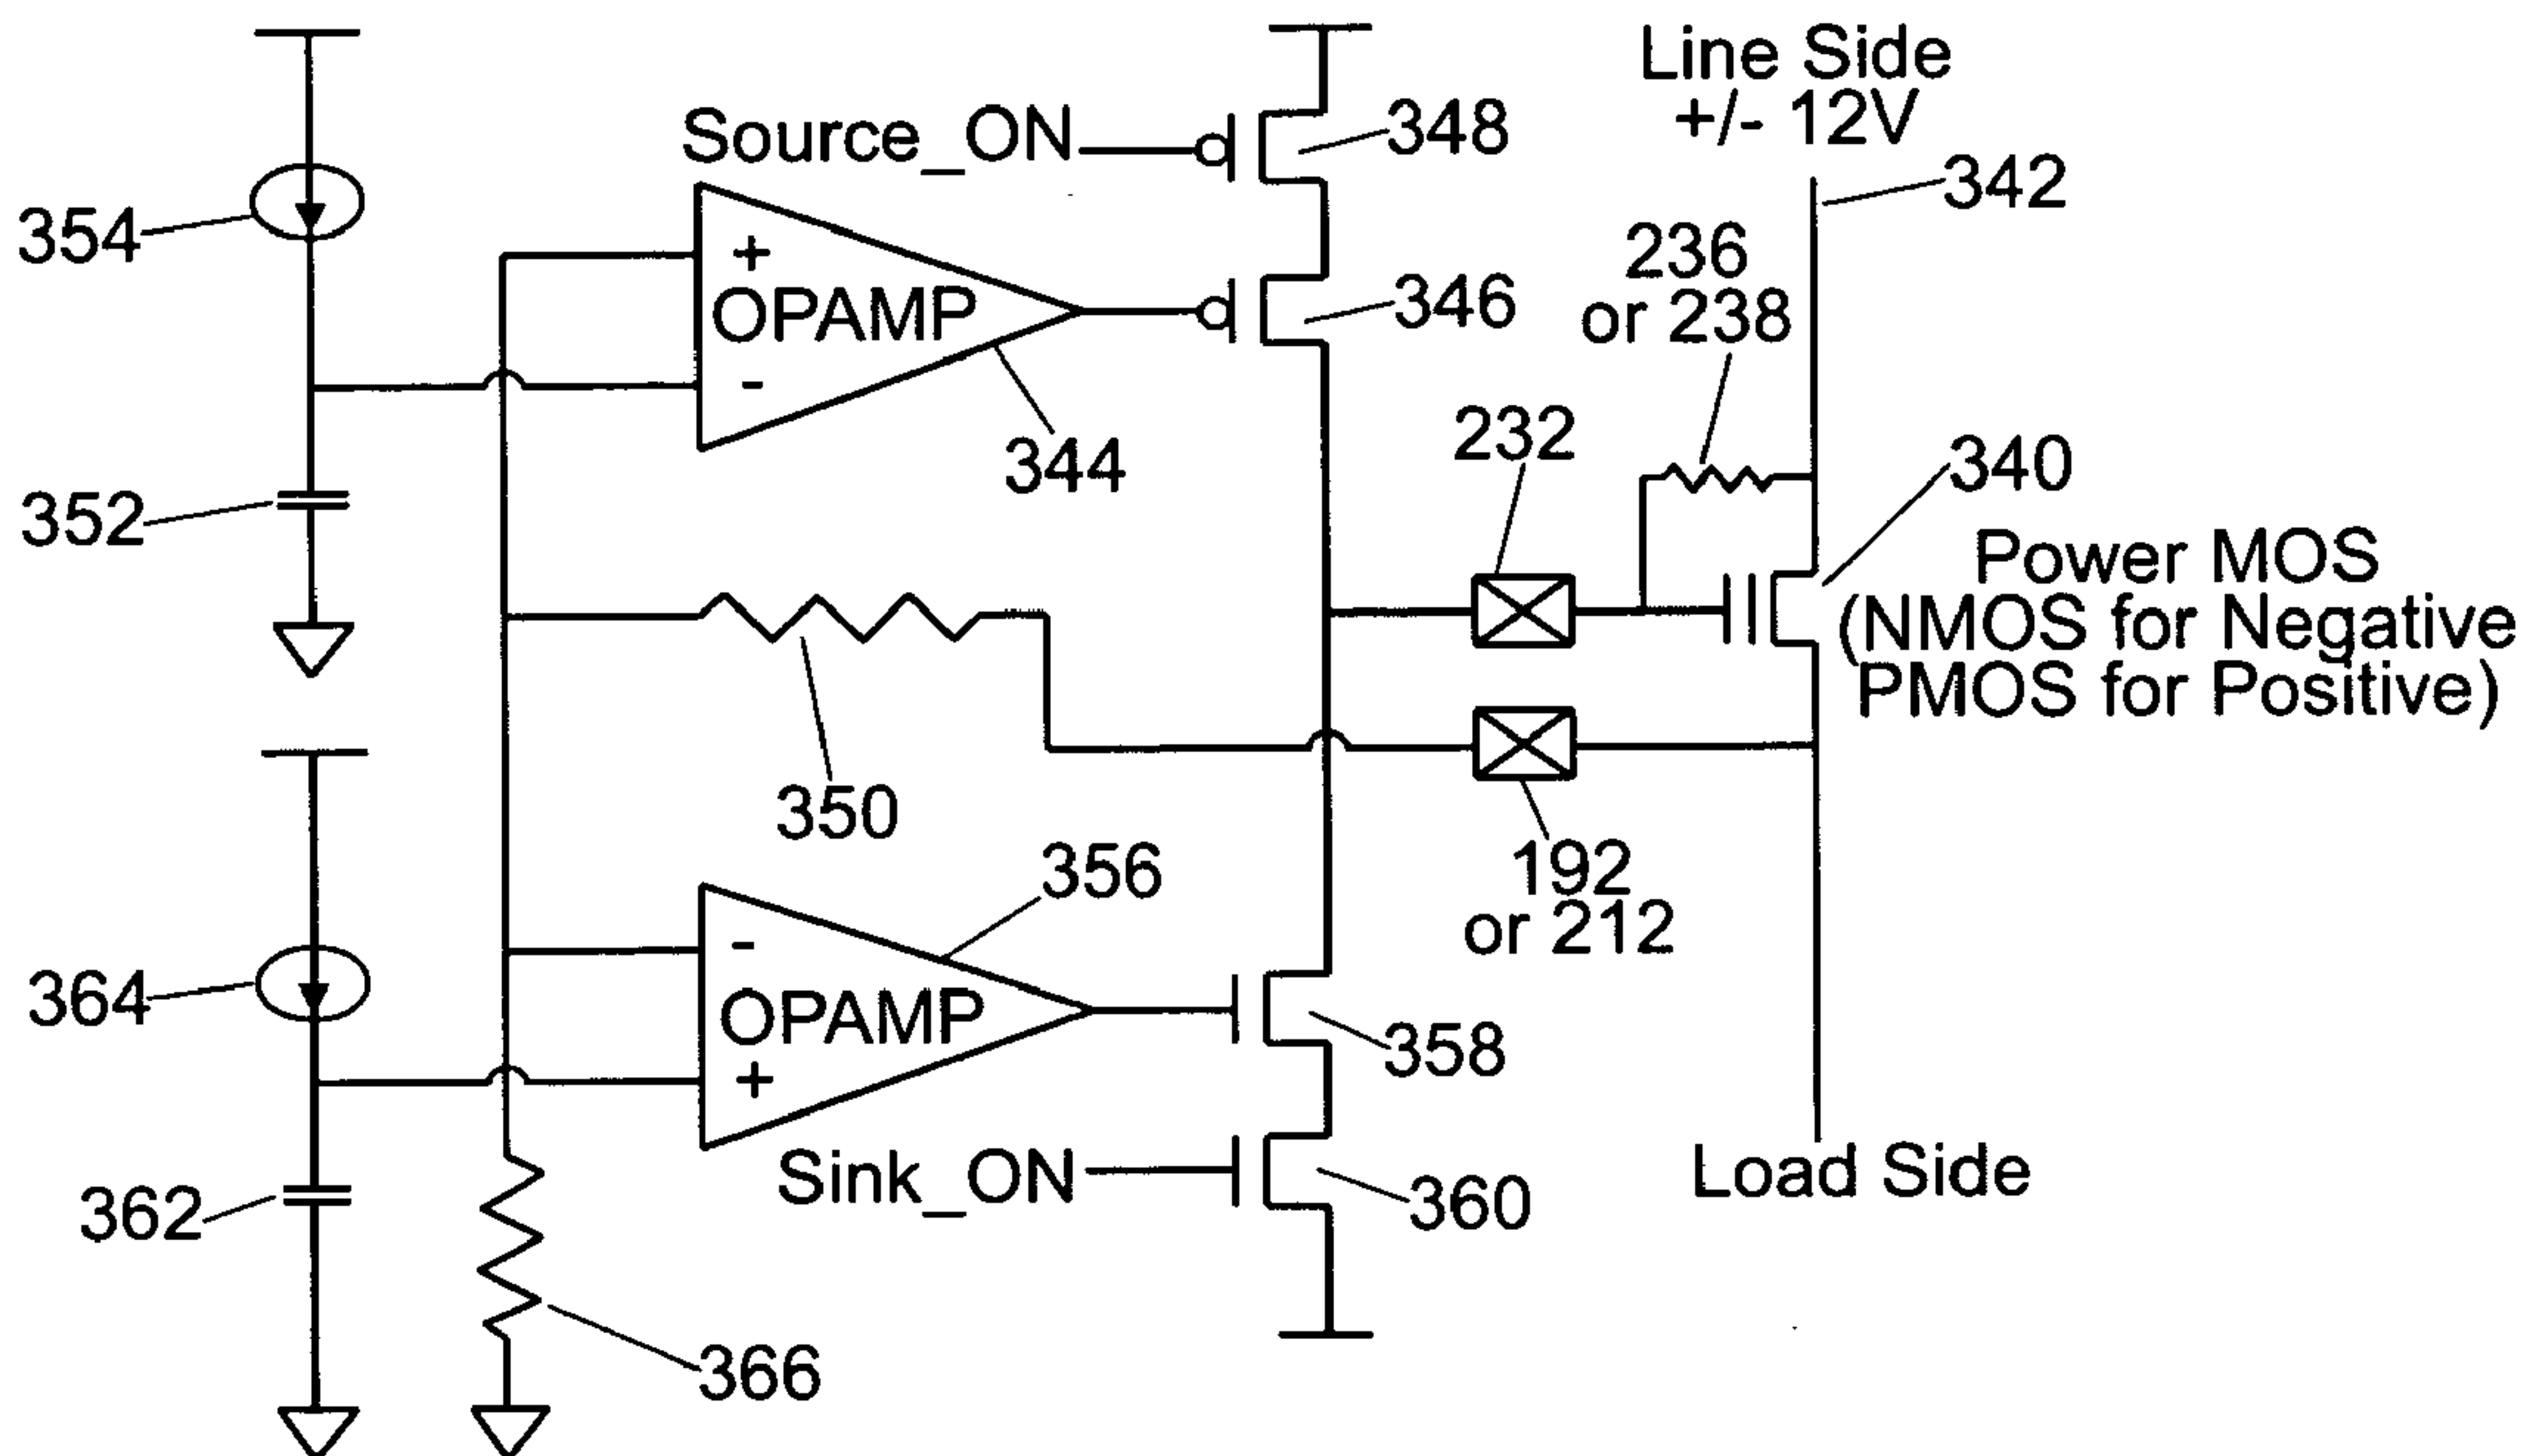 Line Side
+/- 12V
Source_ON
348
342
354
236
or 238
+
OPAMP
-
346
232
344
340
352
Power MOS
(NMOS for Negative
PMOS for Positive)
350
192
or 212
356
364
-
OPAMP
+
358
Sink_ON
Load Side
362
360
366